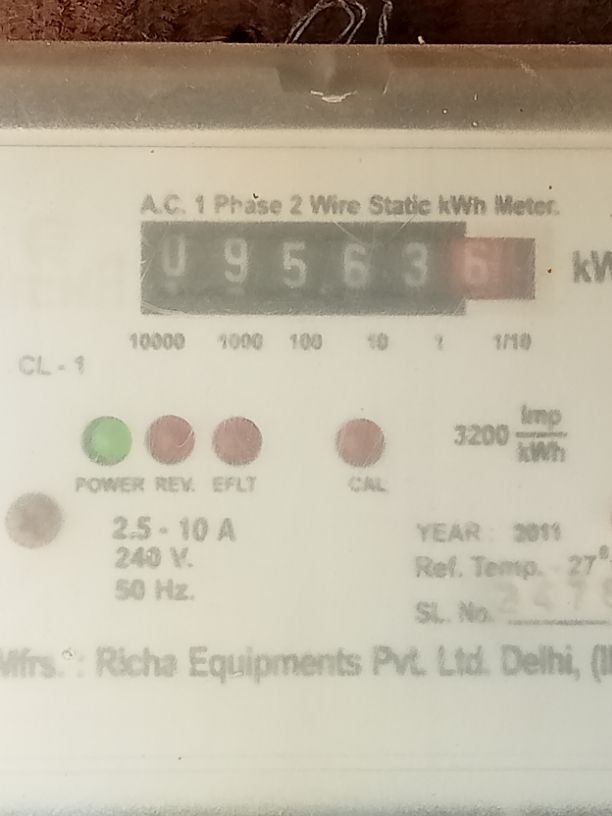 A.C. 1 Phase 2 Wire Static kWh Meter.
0 9 5 6 3 6 kW
10000 1000 100 10 1 1/10
CL - 1
3200 Imp/kWh
POWER REV. EFLT CAL
2.5 - 10 A
240 V.
50 Hz.
YEAR : 2011
Ref. Temp. 27°
SL. No.
Mfrs. : Richa Equipments Pvt. Ltd. Delhi, (I